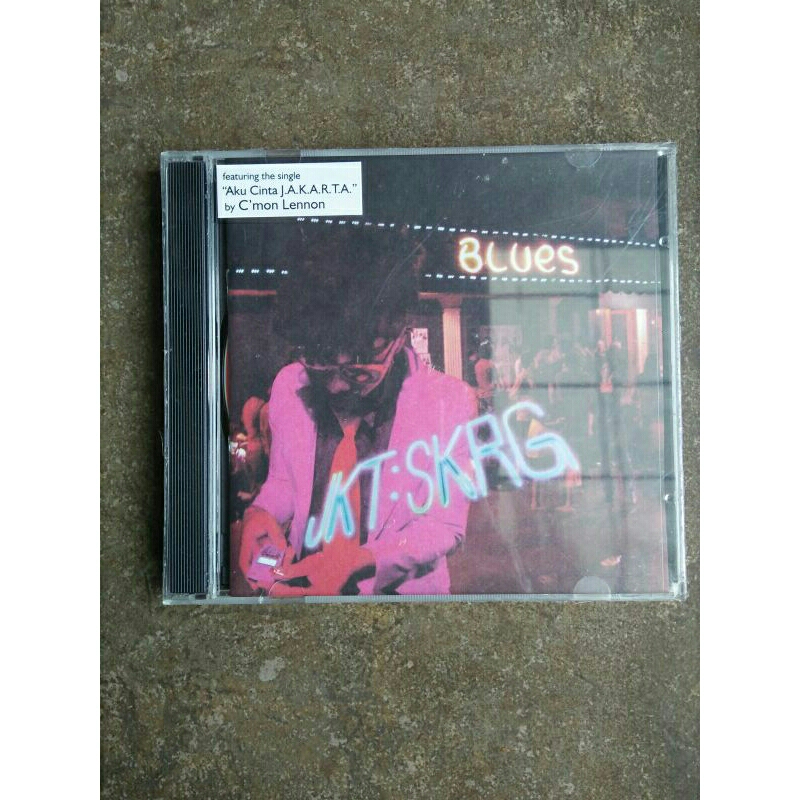 featuring the single
"Aku Cinta J.A.K.A.R.T.A."
by C'mon Lennon
BLUES
JKT:SKRG